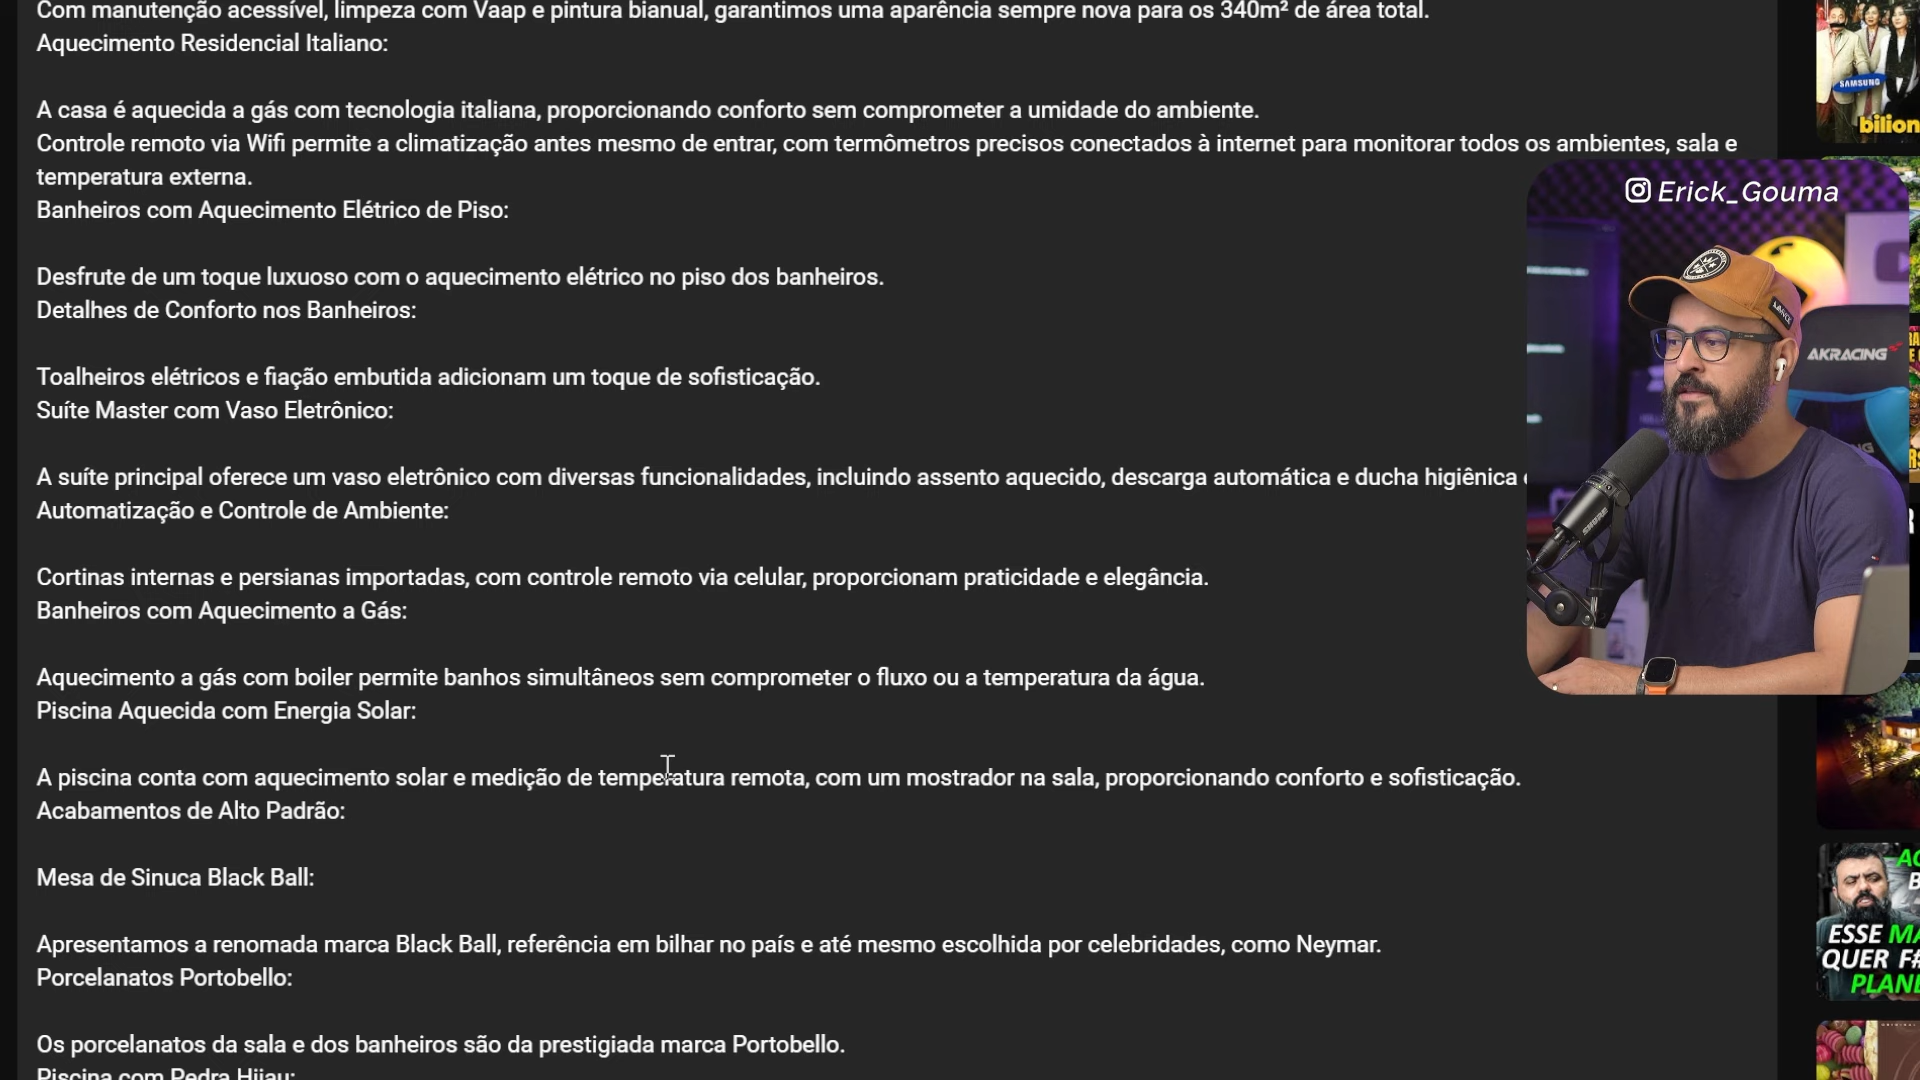 Com manutenção acessível, limpeza com Vaap e pintura bianual, garantimos uma aparência sempre nova para os 340m² de área total.
Aquecimento Residencial Italiano:
A casa é aquecida a gás com tecnologia italiana, proporcionando conforto sem comprometer a umidade do ambiente.
Controle remoto via Wifi permite a climatização antes mesmo de entrar, com termômetros precisos conectados à internet para monitorar todos os ambientes, sala e
temperatura externa.
Banheiros com Aquecimento Elétrico de Piso:
Desfrute de um toque luxuoso com o aquecimento elétrico no piso dos banheiros.
Detalhes de Conforto nos Banheiros:
Toalheiros elétricos e fiação embutida adicionam um toque de sofisticação.
Suíte Master com Vaso Eletrônico:
A suíte principal oferece um vaso eletrônico com diversas funcionalidades, incluindo assento aquecido, descarga automática e ducha higiênica
Automatização e Controle de Ambiente:
Cortinas internas e persianas importadas, com controle remoto via celular, proporcionam praticidade e elegância.
Banheiros com Aquecimento a Gás:
Aquecimento a gás com boiler permite banhos simultâneos sem comprometer o fluxo ou a temperatura da água.
Piscina Aquecida com Energia Solar:
A piscina conta com aquecimento solar e medição de temperatura remota, com um mostrador na sala, proporcionando conforto e sofisticação.
Acabamentos de Alto Padrão:
Mesa de Sinuca Black Ball:
Apresentamos a renomada marca Black Ball, referência em bilhar no país e até mesmo escolhida por celebridades, como Neymar.
Porcelanatos Portobello:
Os porcelanatos da sala e dos banheiros são da prestigiada marca Portobello.
Piscina com Pedra Hijau:
Erick_Gouma
AKRACING
SHURE
SAMSUNG
bilion
ESSE MA
QUER F#
PLANE